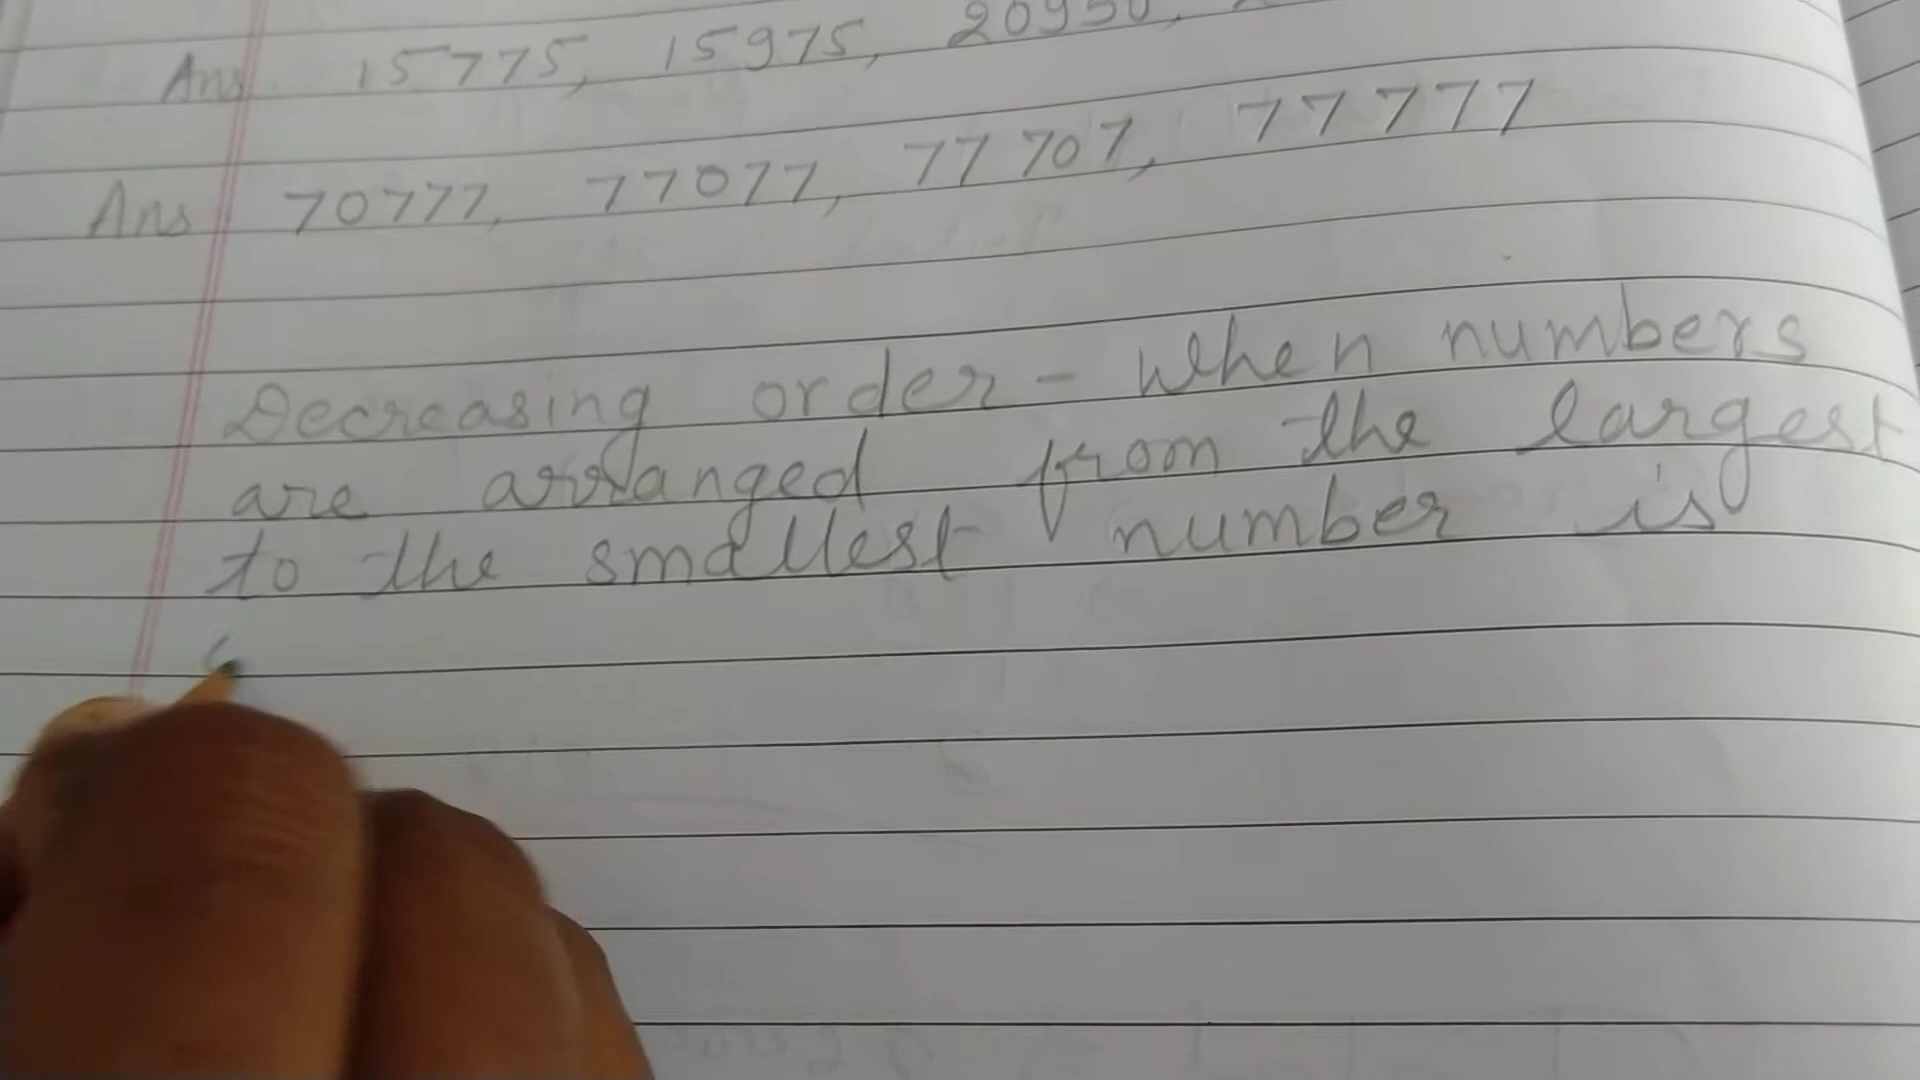 Ans 15775, 15975, 20950,
Ans 70777, 77077, 77707, 77777
Decreasing order - When numbers
are arranged from the largest
to the smallest number is